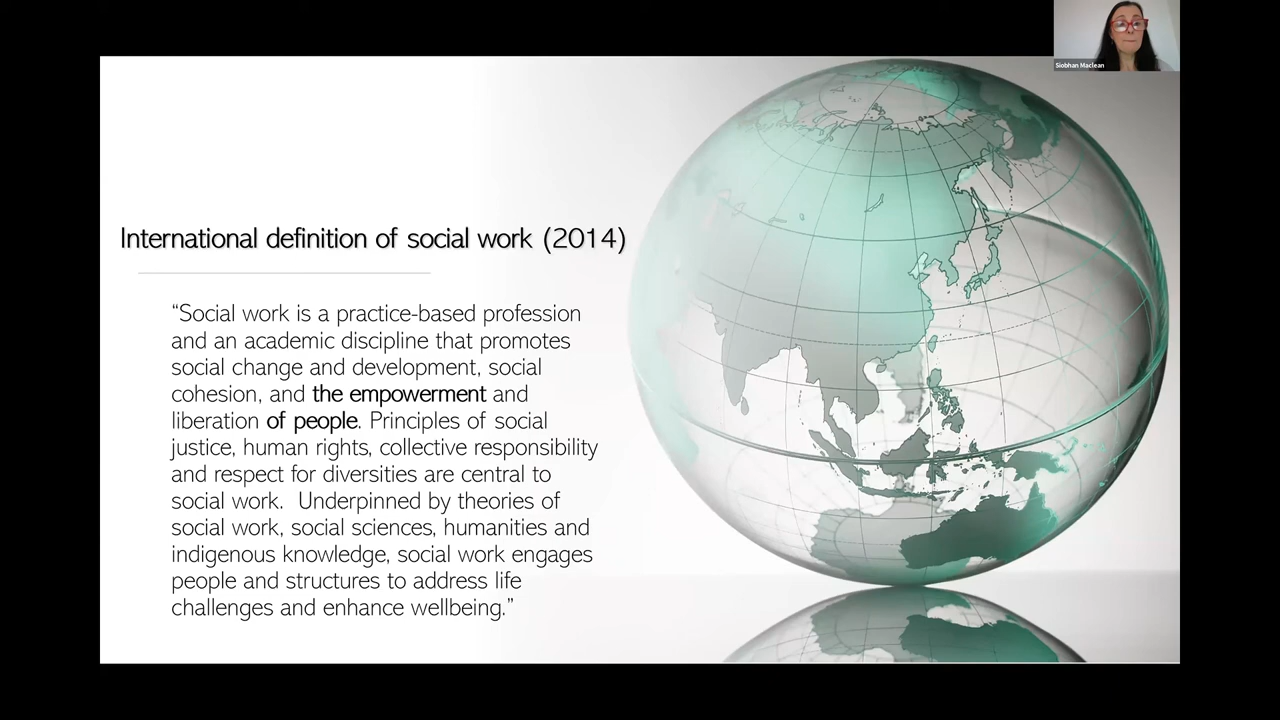 Siobhan Maclean
International definition of social work (2014)
“Social work is a practice-based profession
and an academic discipline that promotes
social change and development, social
cohesion, and the empowerment and
liberation of people. Principles of social
justice, human rights, collective responsibility
and respect for diversities are central to
social work.  Underpinned by theories of
social work, social sciences, humanities and
indigenous knowledge, social work engages
people and structures to address life
challenges and enhance wellbeing.”